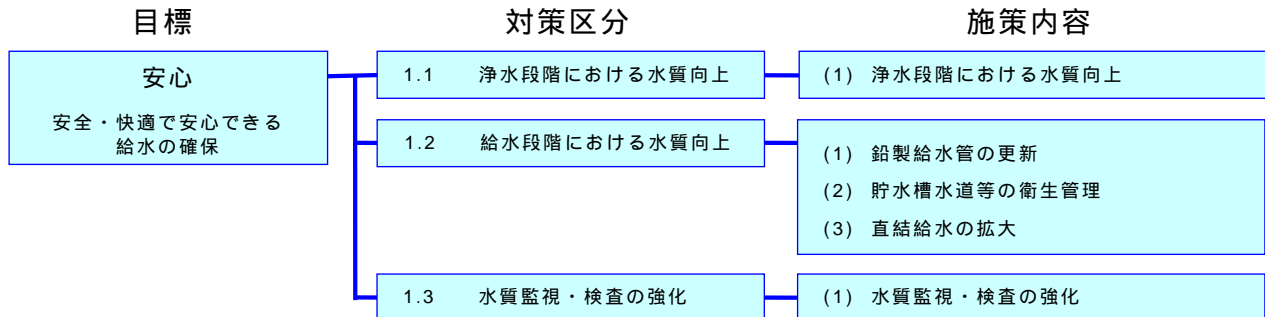 目標
対策区分
施策内容
安心
安全・快適で安心できる
給水の確保
1.1 浄水段階における水質向上
(1) 浄水段階における水質向上
1.2 給水段階における水質向上
(1) 鉛製給水管の更新
(2) 貯水槽水道等の衛生管理
(3) 直結給水の拡大
1.3 水質監視・検査の強化
(1) 水質監視・検査の強化